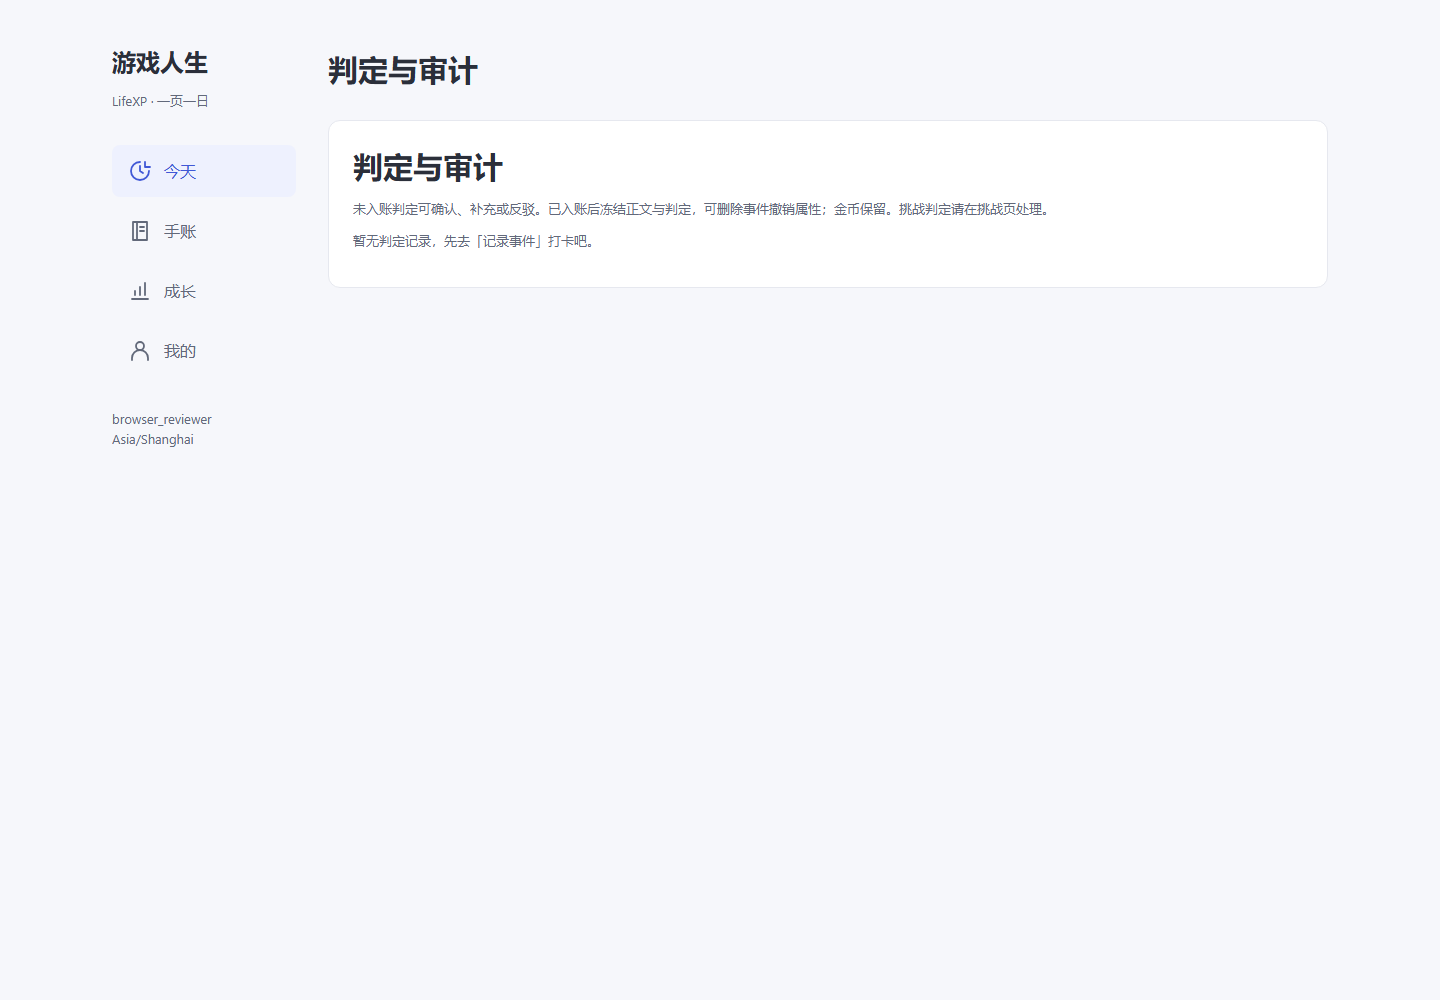 游戏人生
LifeXP · 一页一日
今天
手账
成长
我的
browser_reviewer
Asia/Shanghai
判定与审计
判定与审计
未入账判定可确认、补充或反驳。已入账后冻结正文与判定，可删除事件撤销属性；金币保留。挑战判定请在挑战页处理。
暂无判定记录，先去「记录事件」打卡吧。